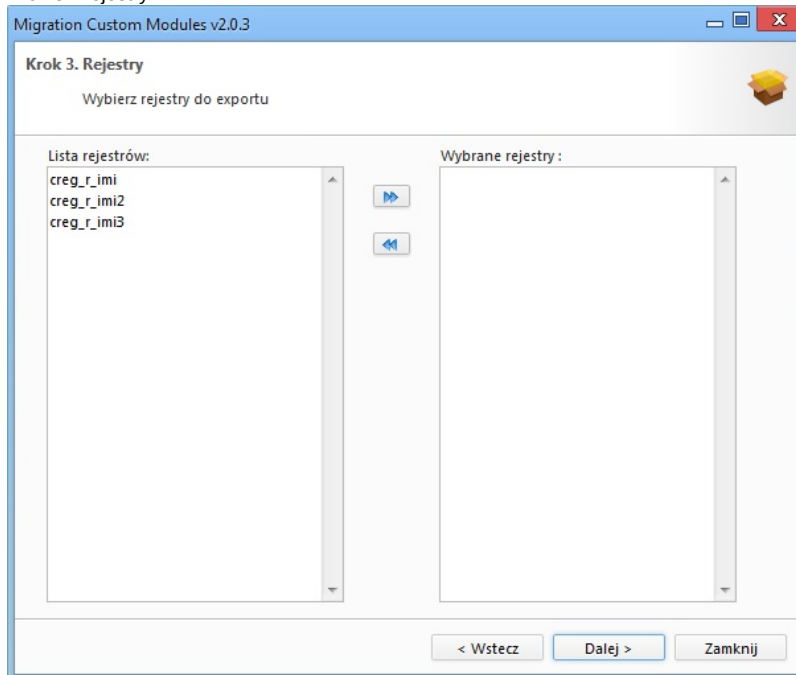 Migration Custom Modules v2.0.3
Krok 3. Rejestry
Wybierz rejestry do exportu
Lista rejestrów:
Wybrane rejestry :
creg_r_imi
creg_r_imi2
creg_r_imi3
< Wstecz
Dalej >
Zamknij